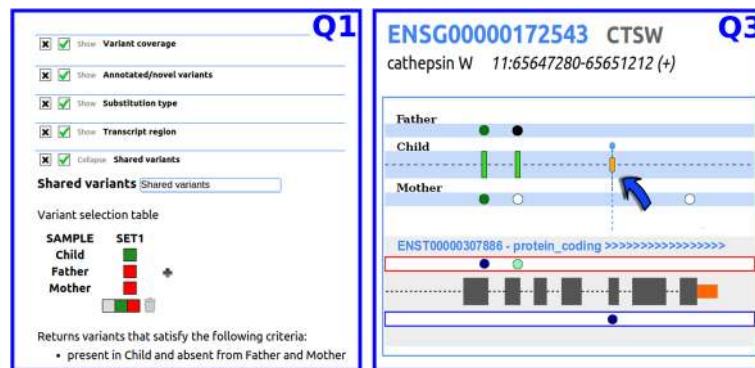 Q1
Show Variant coverage
Show Annotated/novel variants
Show Substitution type
Show Transcript region
Collapse Shared variants
Shared variants Shared variants
Variant selection table
SAMPLE SET1
Child
Father
Mother
Returns variants that satisfy the following criteria:
• present in Child and absent from Father and Mother
Q3
ENSG00000172543 CTSW
cathepsin W 11:65647280-65651212 (+)
Father
Child
Mother
ENST00000307886 - protein_coding >>>>>>>>>>>>>>>>>>